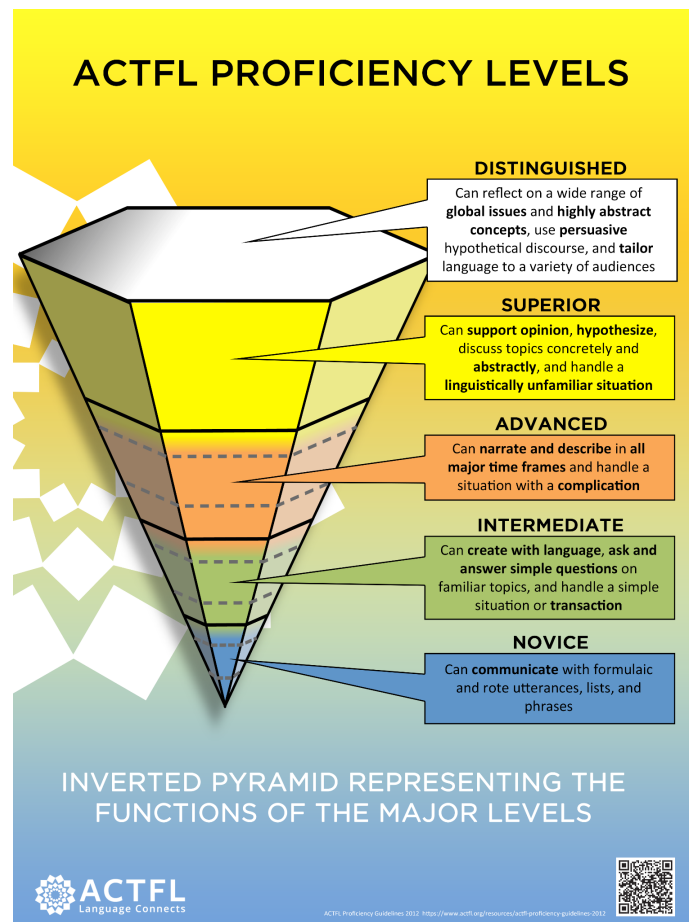 ACTFL PROFICIENCY LEVELS
DISTINGUISHED
Can reflect on a wide range of
global issues and highly abstract
concepts, use persuasive
hypothetical discourse, and tailor
language to a variety of audiences
SUPERIOR
Can support opinion, hypothesize,
discuss topics concretely and
abstractly, and handle a
linguistically unfamiliar situation
ADVANCED
Can narrate and describe in all
major time frames and handle a
situation with a complication
INTERMEDIATE
Can create with language, ask and
answer simple questions on
familiar topics, and handle a simple
situation or transaction
NOVICE
Can communicate with formulaic
and rote utterances, lists, and
phrases
INVERTED PYRAMID REPRESENTING THE
FUNCTIONS OF THE MAJOR LEVELS
ACTFL
Language Connects
ACTFL Proficiency Guidelines 2012 https://www.actfl.org/resources/actfl-proficiency-guidelines-2012